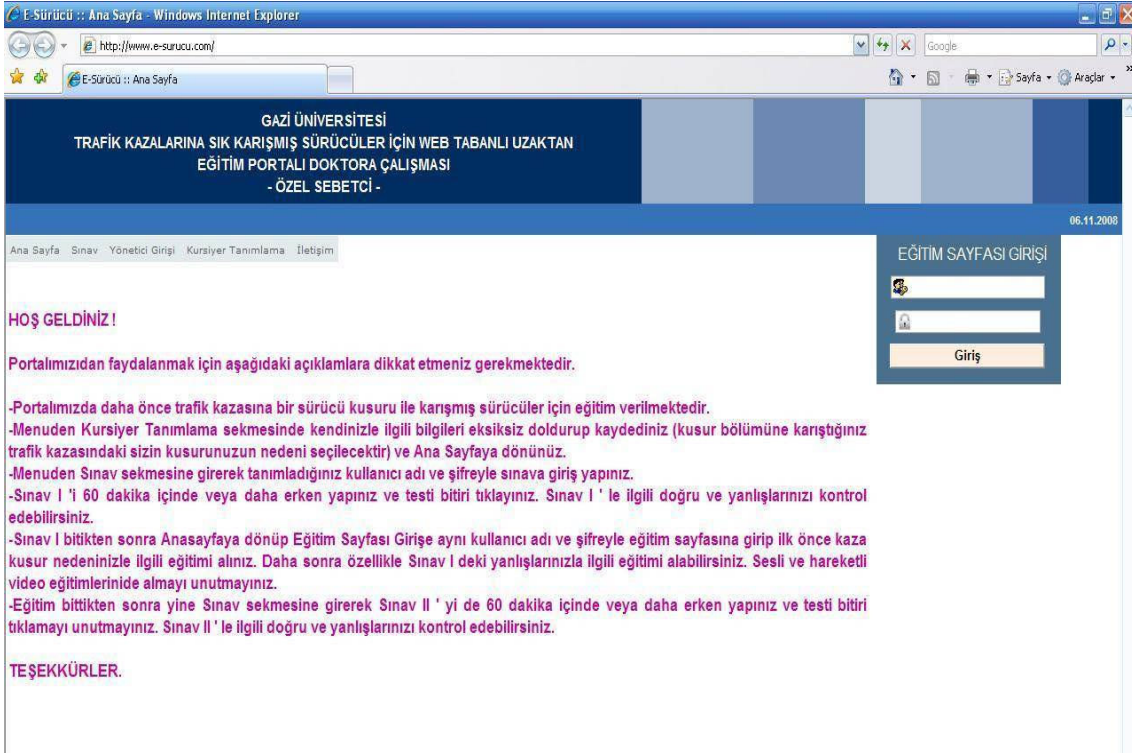 E-Sürücü :: Ana Sayfa - Windows Internet Explorer
http://www.e-surucu.com/
Google
E-Sürücü :: Ana Sayfa
Sayfa
Araçlar
GAZİ ÜNİVERSİTESİ
TRAFİK KAZALARINA SIK KARIŞMIŞ SÜRÜCÜLER İÇİN WEB TABANLI UZAKTAN
EĞİTİM PORTALI DOKTORA ÇALIŞMASI
- ÖZEL SEBETCİ -
06.11.2008
Ana Sayfa Sınav Yönetici Girişi Kursiyer Tanımlama İletişim
EĞİTİM SAYFASI GİRİŞİ
Giriş
HOŞ GELDİNİZ !
Portalımızdan faydalanmak için aşağıdaki açıklamlara dikkat etmeniz gerekmektedir.
-Portalımızda daha önce trafik kazasına bir sürücü kusuru ile karışmış sürücüler için eğitim verilmektedir.
-Menuden Kursiyer Tanımlama sekmesinde kendinizle ilgili bilgileri eksiksiz doldurup kaydediniz (kusur bölümüne karıştığınız
trafik kazasındaki sizin kusurunuzun nedeni seçilecektir) ve Ana Sayfaya dönünüz.
-Menuden Sınav sekmesine girerek tanımladığınız kullanıcı adı ve şifreyle sınava giriş yapınız.
-Sınav I 'i 60 dakika içinde veya daha erken yapınız ve testi bitiri tıklayınız. Sınav I ' le ilgili doğru ve yanlışlarınızı kontrol
edebilirsiniz.
-Sınav I bitikten sonra Anasayfaya dönüp Eğitim Sayfası Girişe aynı kullanıcı adı ve şifreyle eğitim sayfasına girip ilk önce kaza
kusur nedeninizle ilgili eğitimi alınız. Daha sonra özellikle Sınav I deki yanlışlarınızla ilgili eğitimi alabilirsiniz. Sesli ve hareketli
video eğitimlerinide almayı unutmayınız.
-Eğitim bittikten sonra yine Sınav sekmesine girerek Sınav II ' yi de 60 dakika içinde veya daha erken yapınız ve testi bitiri
tıklamayı unutmayınız. Sınav II ' le ilgili doğru ve yanlışlarınızı kontrol edebilirsiniz.
TEŞEKKÜRLER.